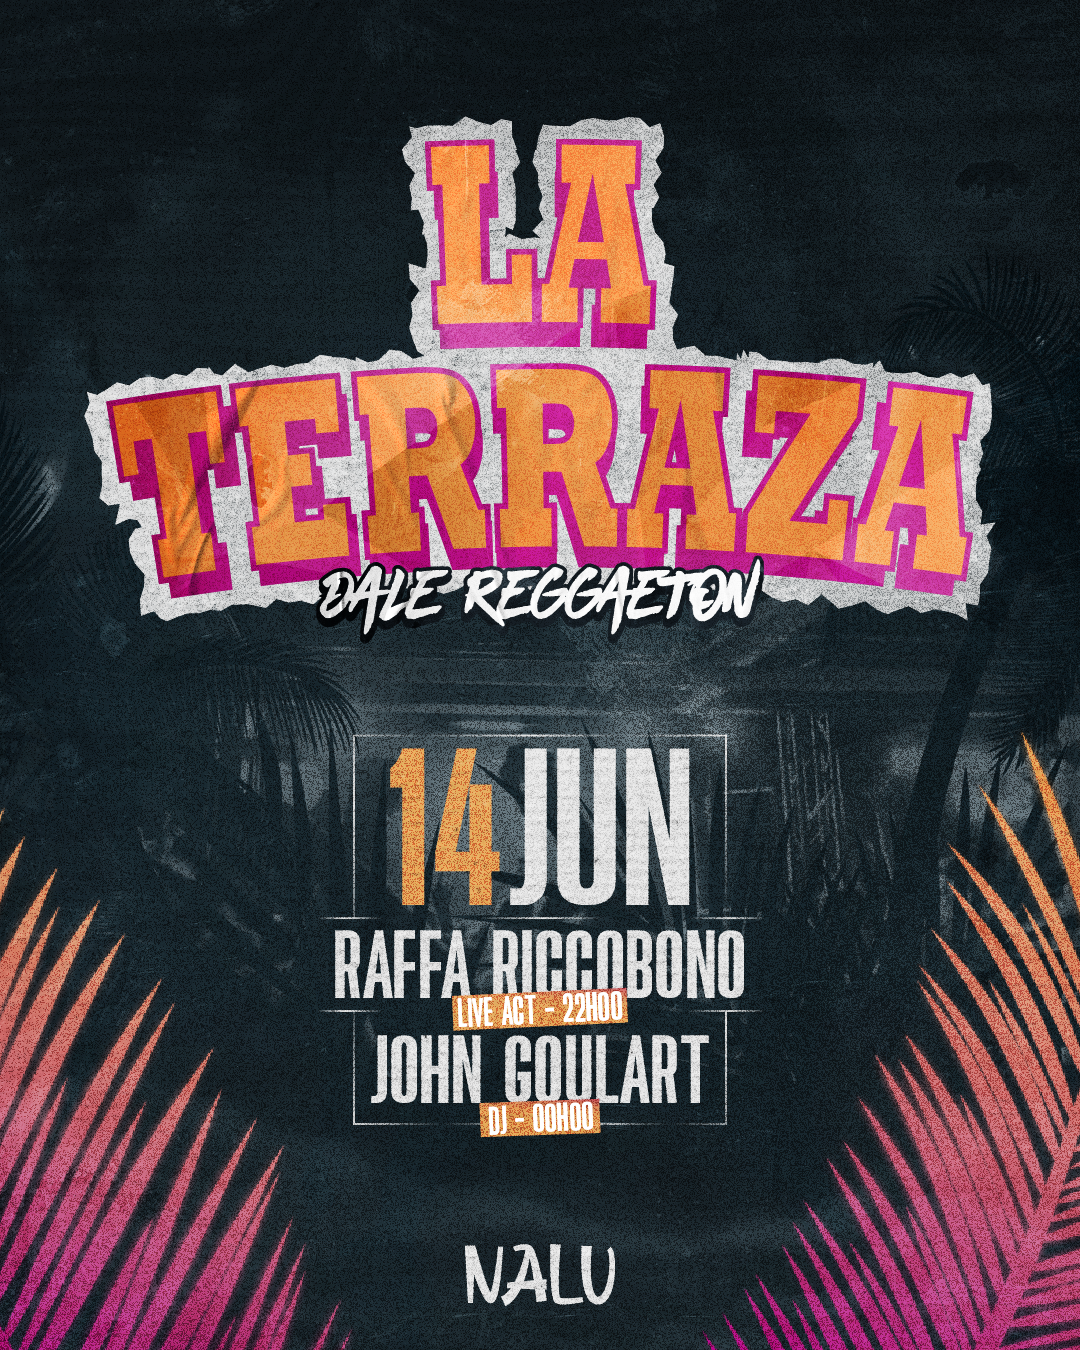 LA
TERRAZA
DALE REGGAETON
14 JUN
RAFFA RICCOBONO
LIVE ACT - 22H00
JOHN GOULART
DJ - 00H00
NALU